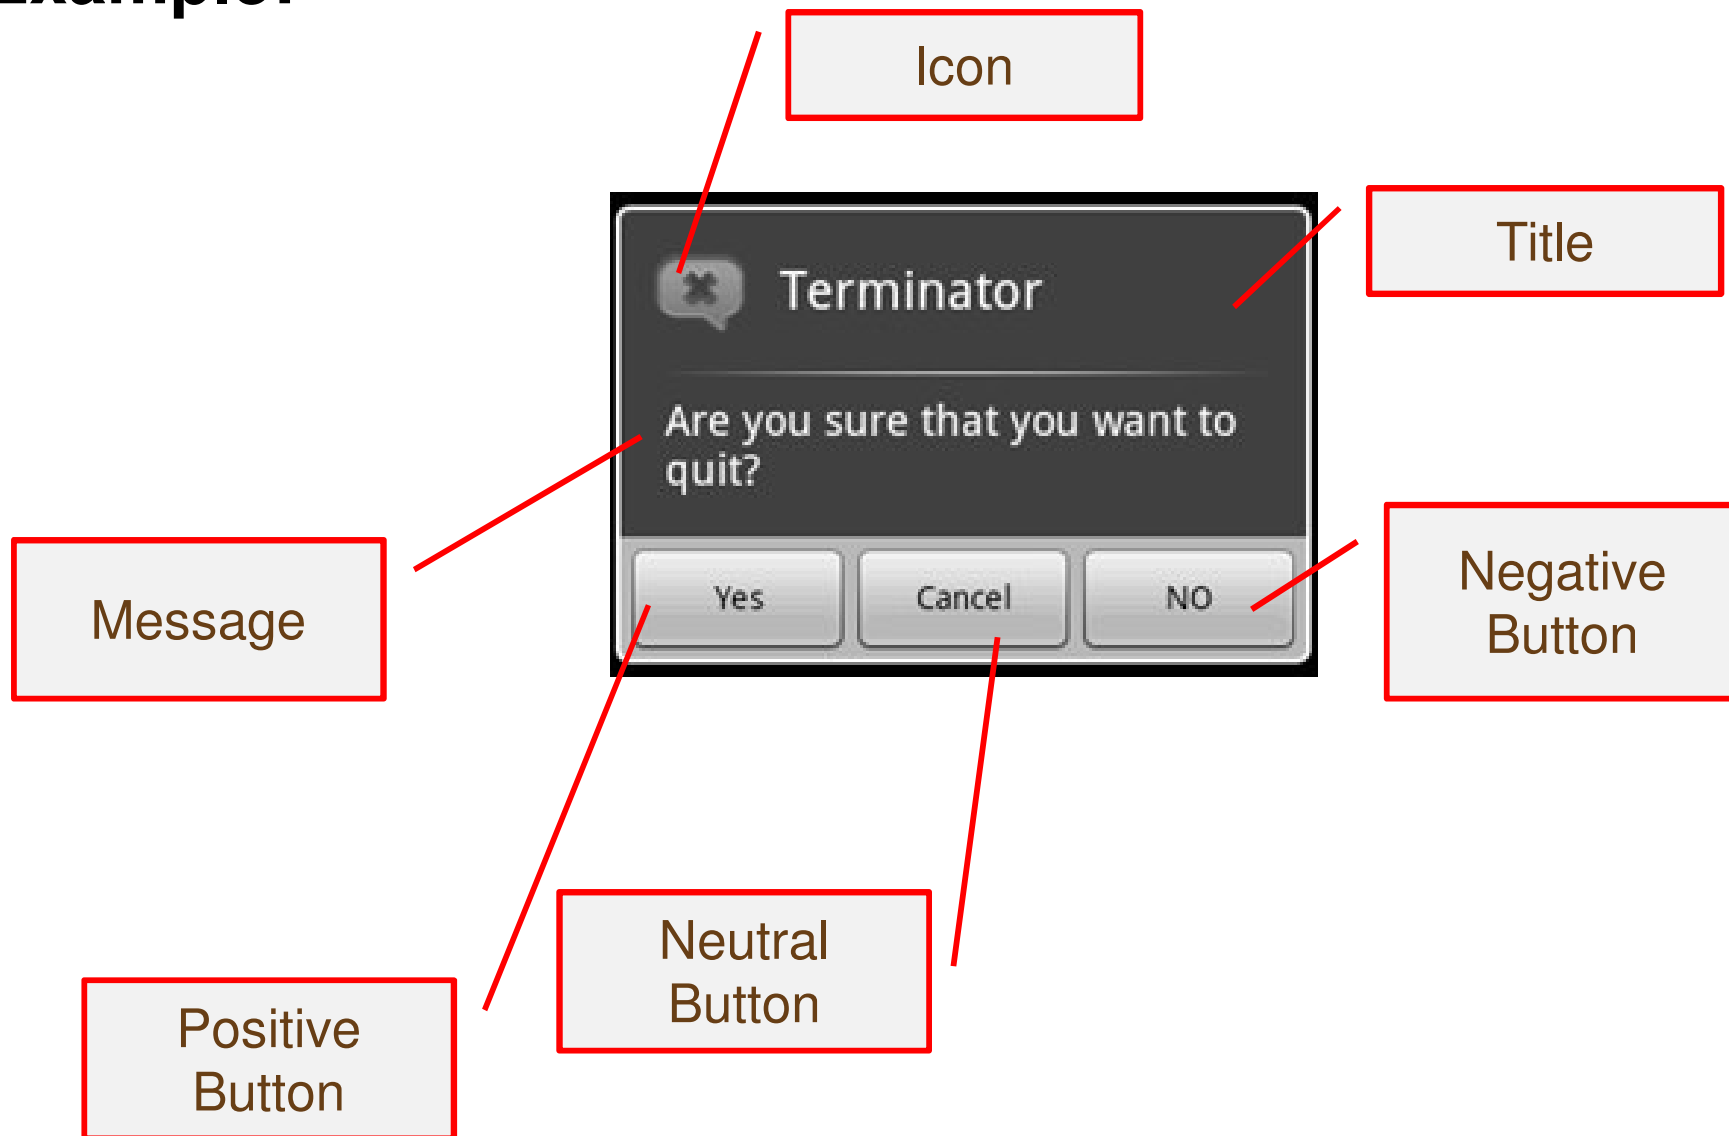 Example:
Icon
Title
Terminator
Are you sure that you want to
quit?
Message
Yes
Cancel
NO
Negative
Button
Neutral
Button
Positive
Button